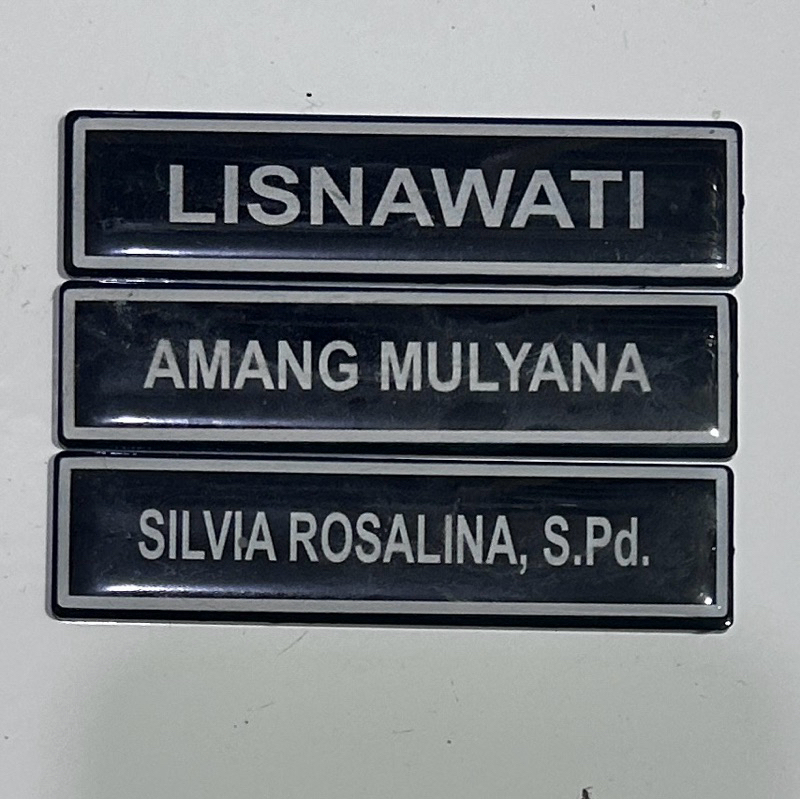 LISNAWATI
AMANG MULYANA
SILVIA ROSALINA, S.Pd.